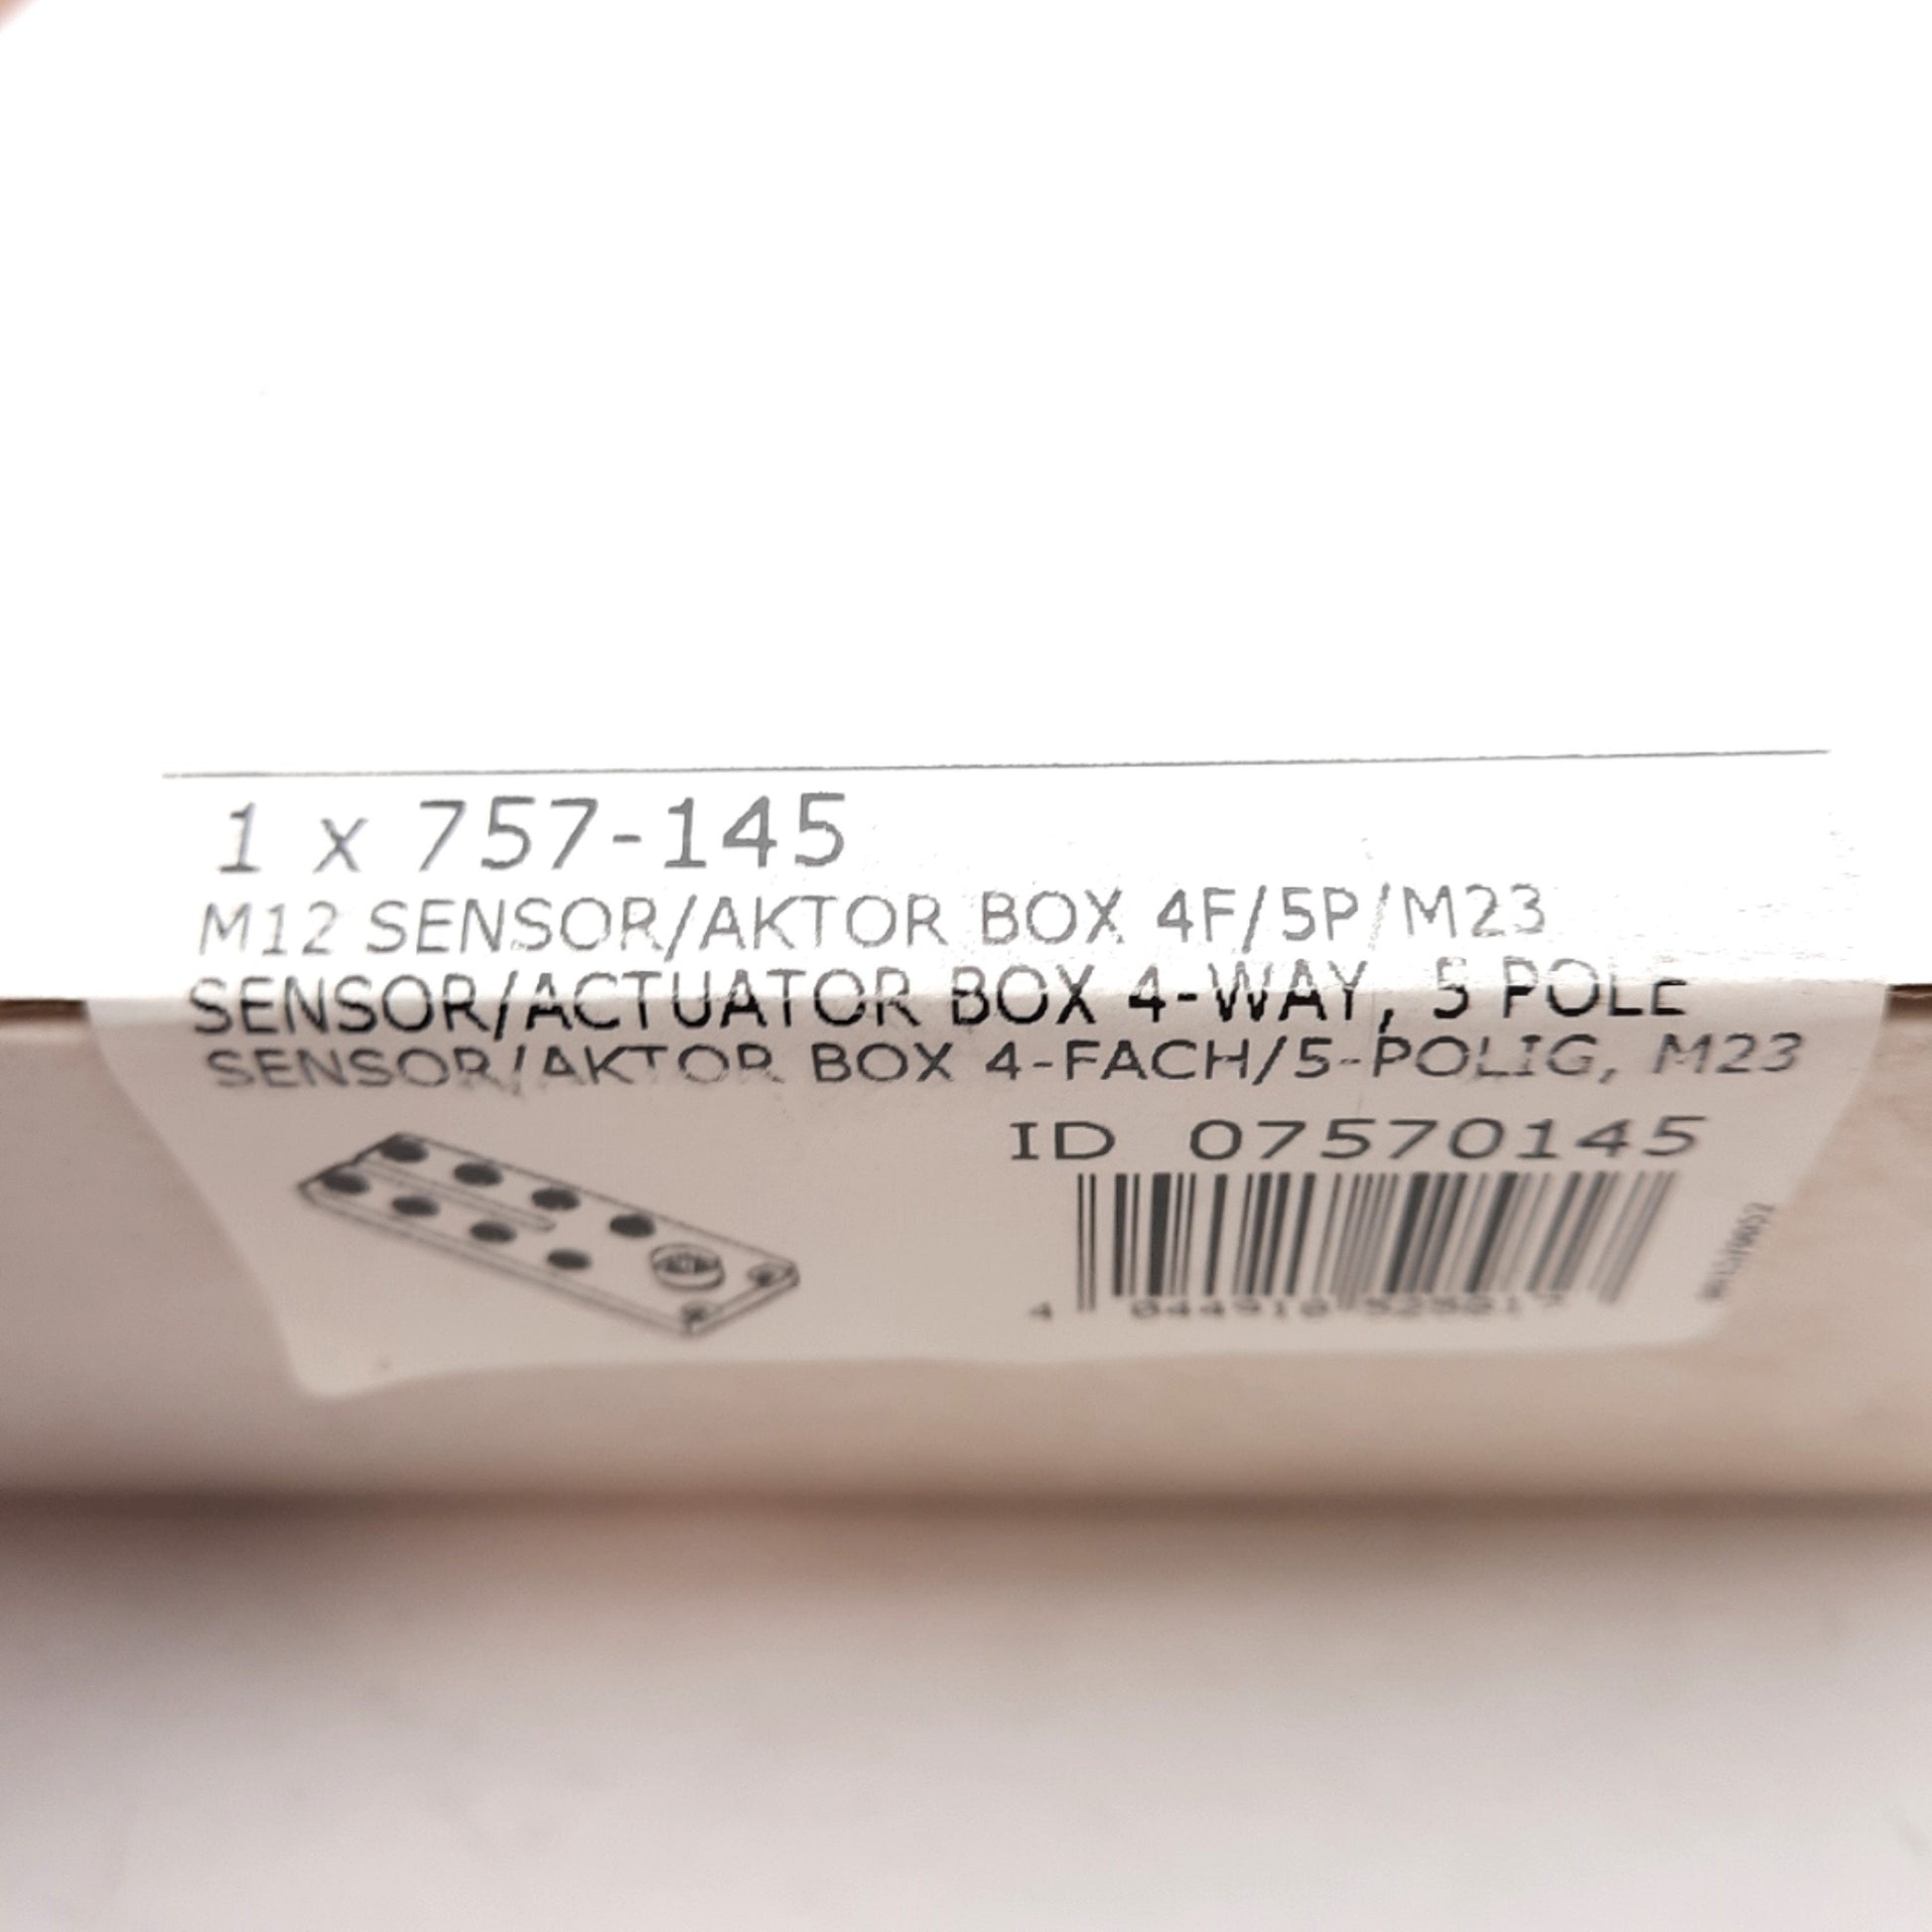 1 x 757-145
M12 SENSOR/AKTOR BOX 4F/5P/M23
SENSOR/ACTUATOR BOX 4-WAY, 5 POLE
SENSOR/AKTOR BOX 4-FACH/5-POLIG, M23
ID 07570145